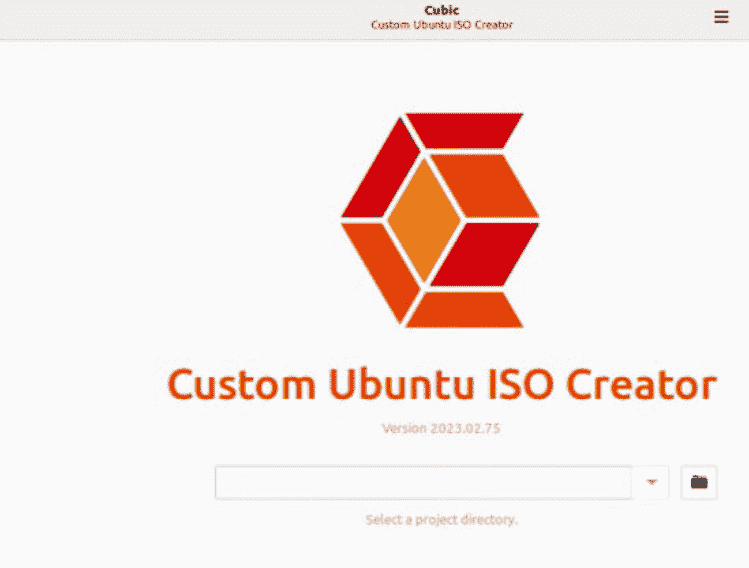 Cubic
Custom Ubuntu ISO Creator
Custom Ubuntu ISO Creator
Version 2023.02.75
Select a project directory.